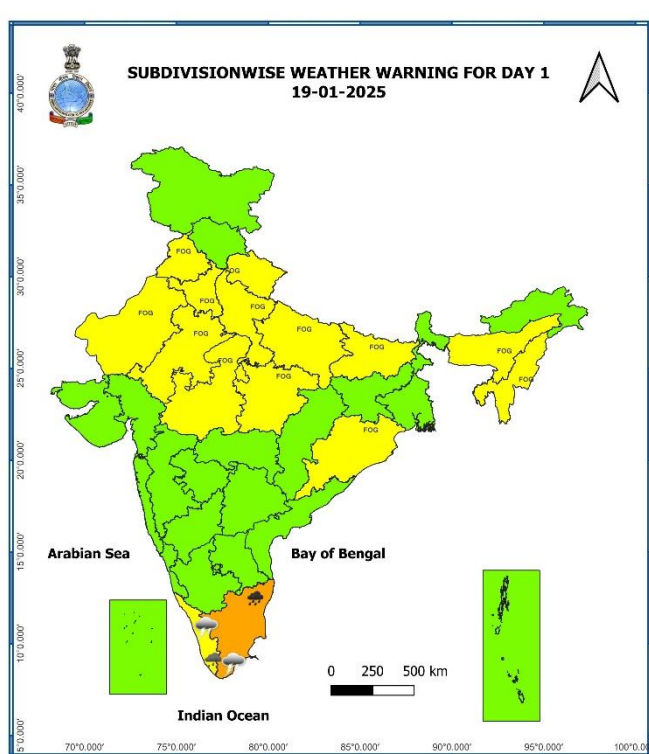 SUBDIVISIONWISE WEATHER WARNING FOR DAY 1
19-01-2025
40°0.000'
35°0.000'
30°0.000'
25°0.000'
20°0.000'
15°0.000'
10°0.000'
5°0.000'
FOG
FOG
FOG
FOG
FOG
FOG
FOG
FOG
FOG
FOG
FOG
FOG
Arabian Sea
Bay of Bengal
0 250 500 km
Indian Ocean
70°0.000' 75°0.000' 80°0.000' 85°0.000' 90°0.000' 95°0.000' 100°0.000'